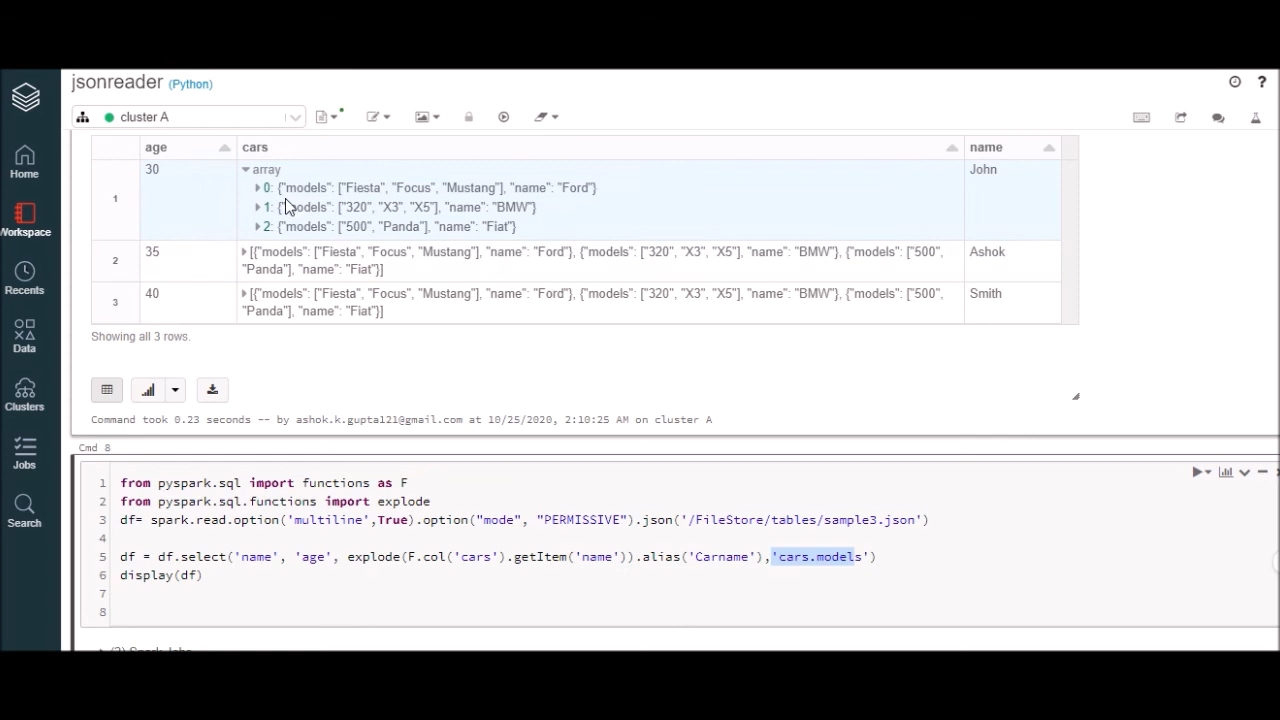 jsonreader (Python)
cluster A
Home
Workspace
Recents
Data
Clusters
Jobs
Search
age cars name
1 30 array John
0: {"models": ["Fiesta", "Focus", "Mustang"], "name": "Ford"}
1: {"models": ["320", "X3", "X5"], "name": "BMW"}
2: {"models": ["500", "Panda"], "name": "Fiat"}
2 35 [{"models": ["Fiesta", "Focus", "Mustang"], "name": "Ford"}, {"models": ["320", "X3", "X5"], "name": "BMW"}, {"models": ["500", Ashok
"Panda"], "name": "Fiat"}]
3 40 [{"models": ["Fiesta", "Focus", "Mustang"], "name": "Ford"}, {"models": ["320", "X3", "X5"], "name": "BMW"}, {"models": ["500", Smith
"Panda"], "name": "Fiat"}]
Showing all 3 rows.
Command took 0.23 seconds -- by ashok.k.gupta121@gmail.com at 10/25/2020, 2:10:25 AM on cluster A
Cmd 8
1 from pyspark.sql import functions as F
2 from pyspark.sql.functions import explode
3 df= spark.read.option('multiline',True).option("mode", "PERMISSIVE").json('/FileStore/tables/sample3.json')
4
5 df = df.select('name', 'age', explode(F.col('cars').getItem('name')).alias('Carname'),'cars.models')
6 display(df)
7
8
(2) Spark Jobs